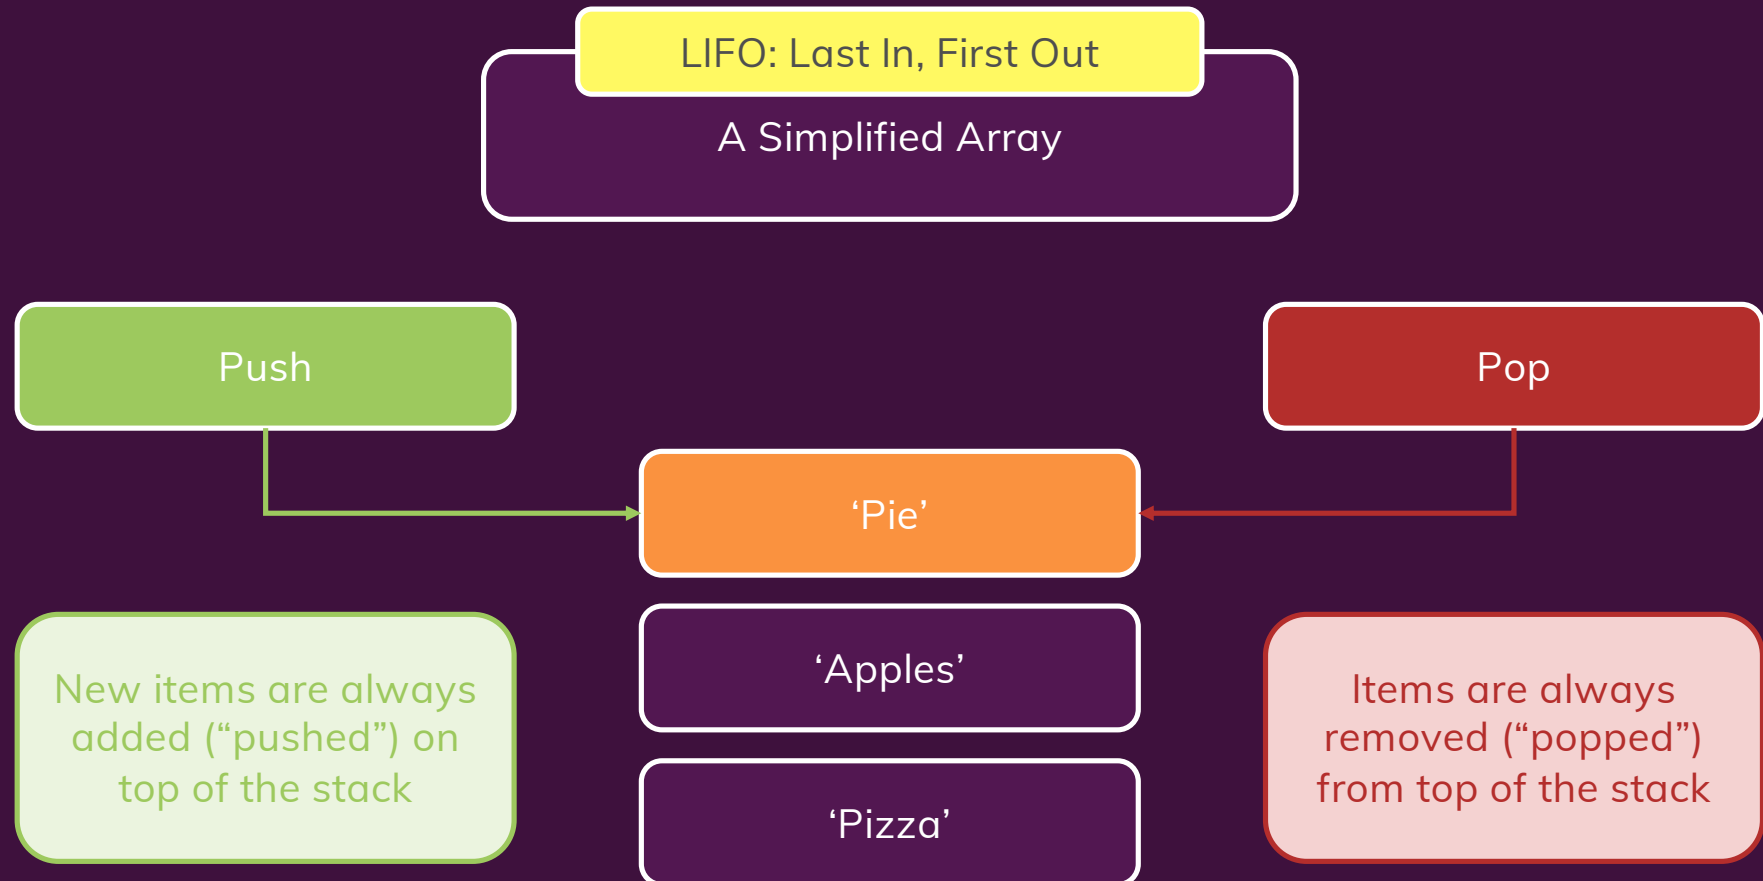 LIFO: Last In, First Out
A Simplified Array
Push
Pop
‘Pie’
‘Apples’
‘Pizza’
New items are always
added (“pushed”) on
top of the stack
Items are always
removed (“popped”)
from top of the stack